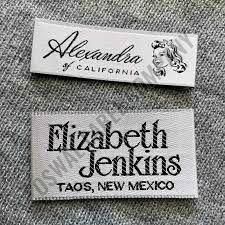 Alexandra
of CALIFORNIA
Elizabeth
Jenkins
TAOS, NEW MEXICO